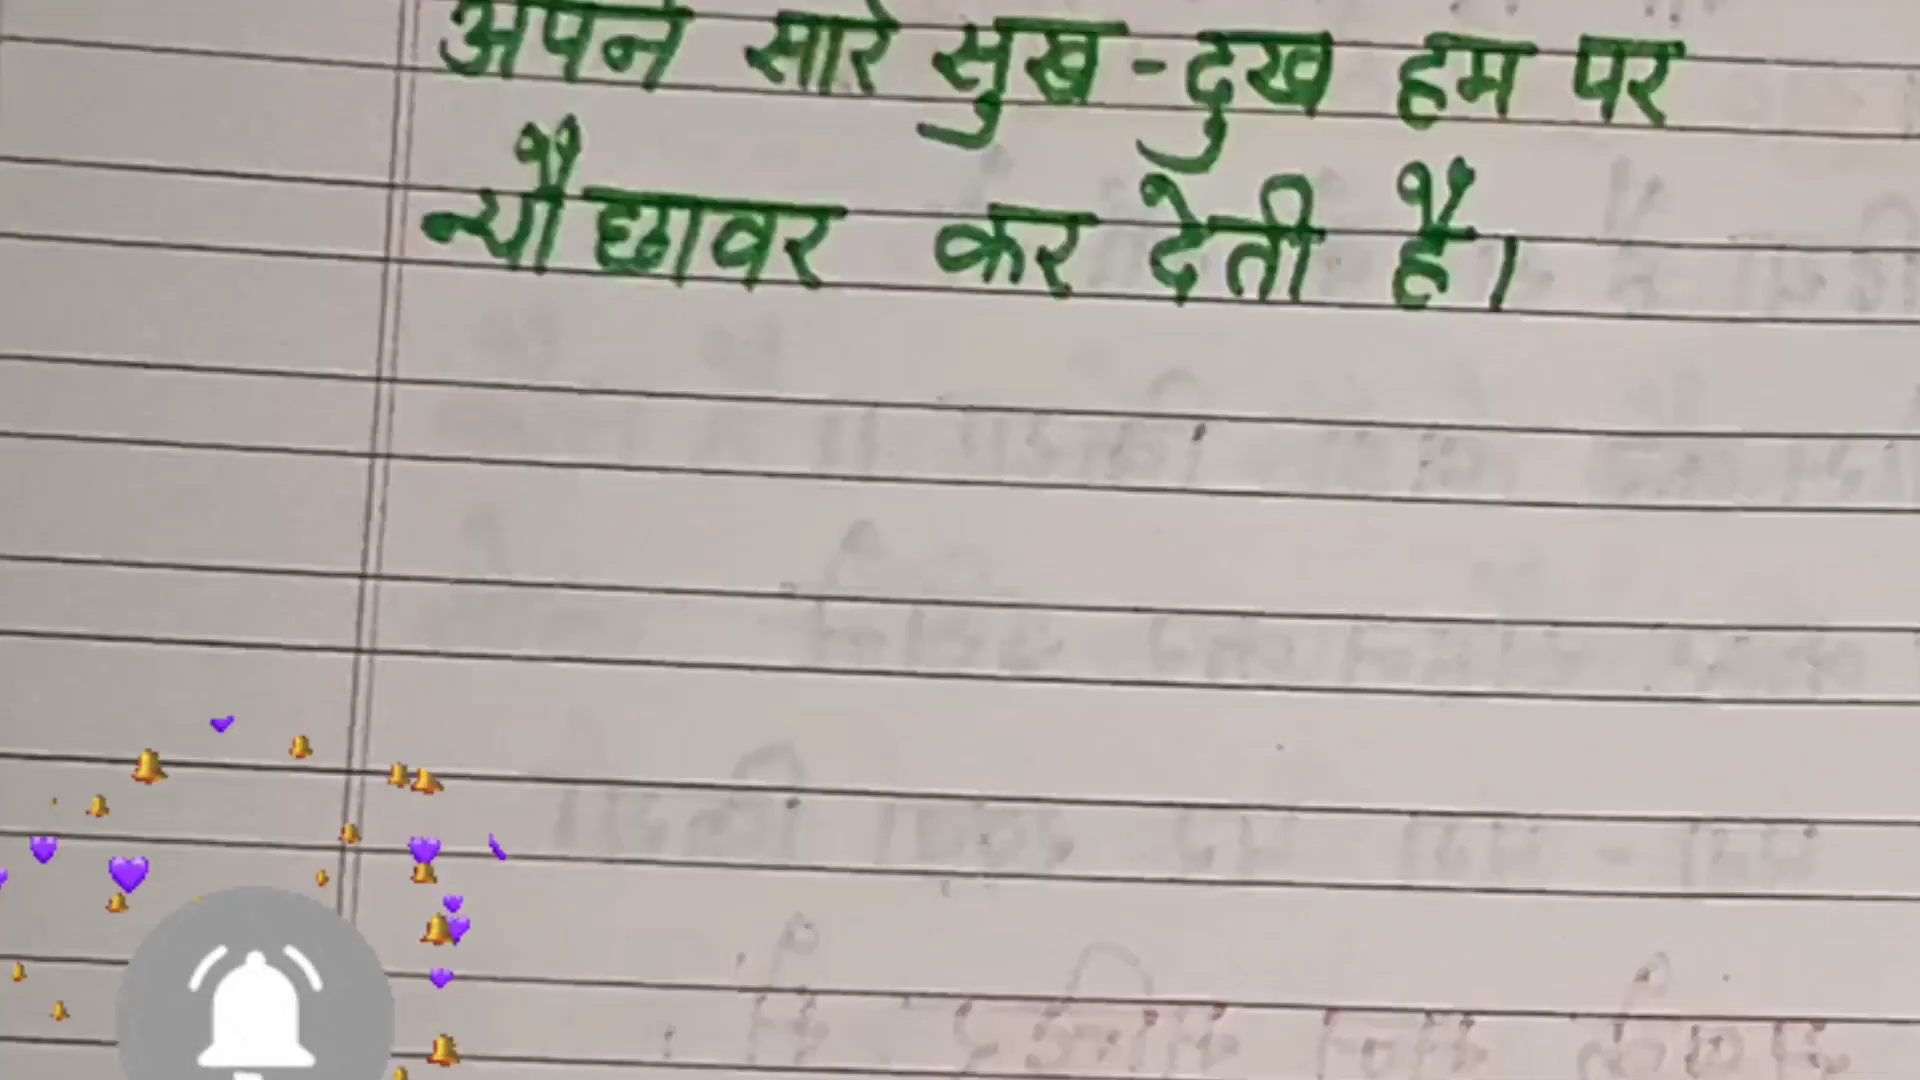 अपने सारे सुख-दुख हम पर
न्यौछावर कर देती है।